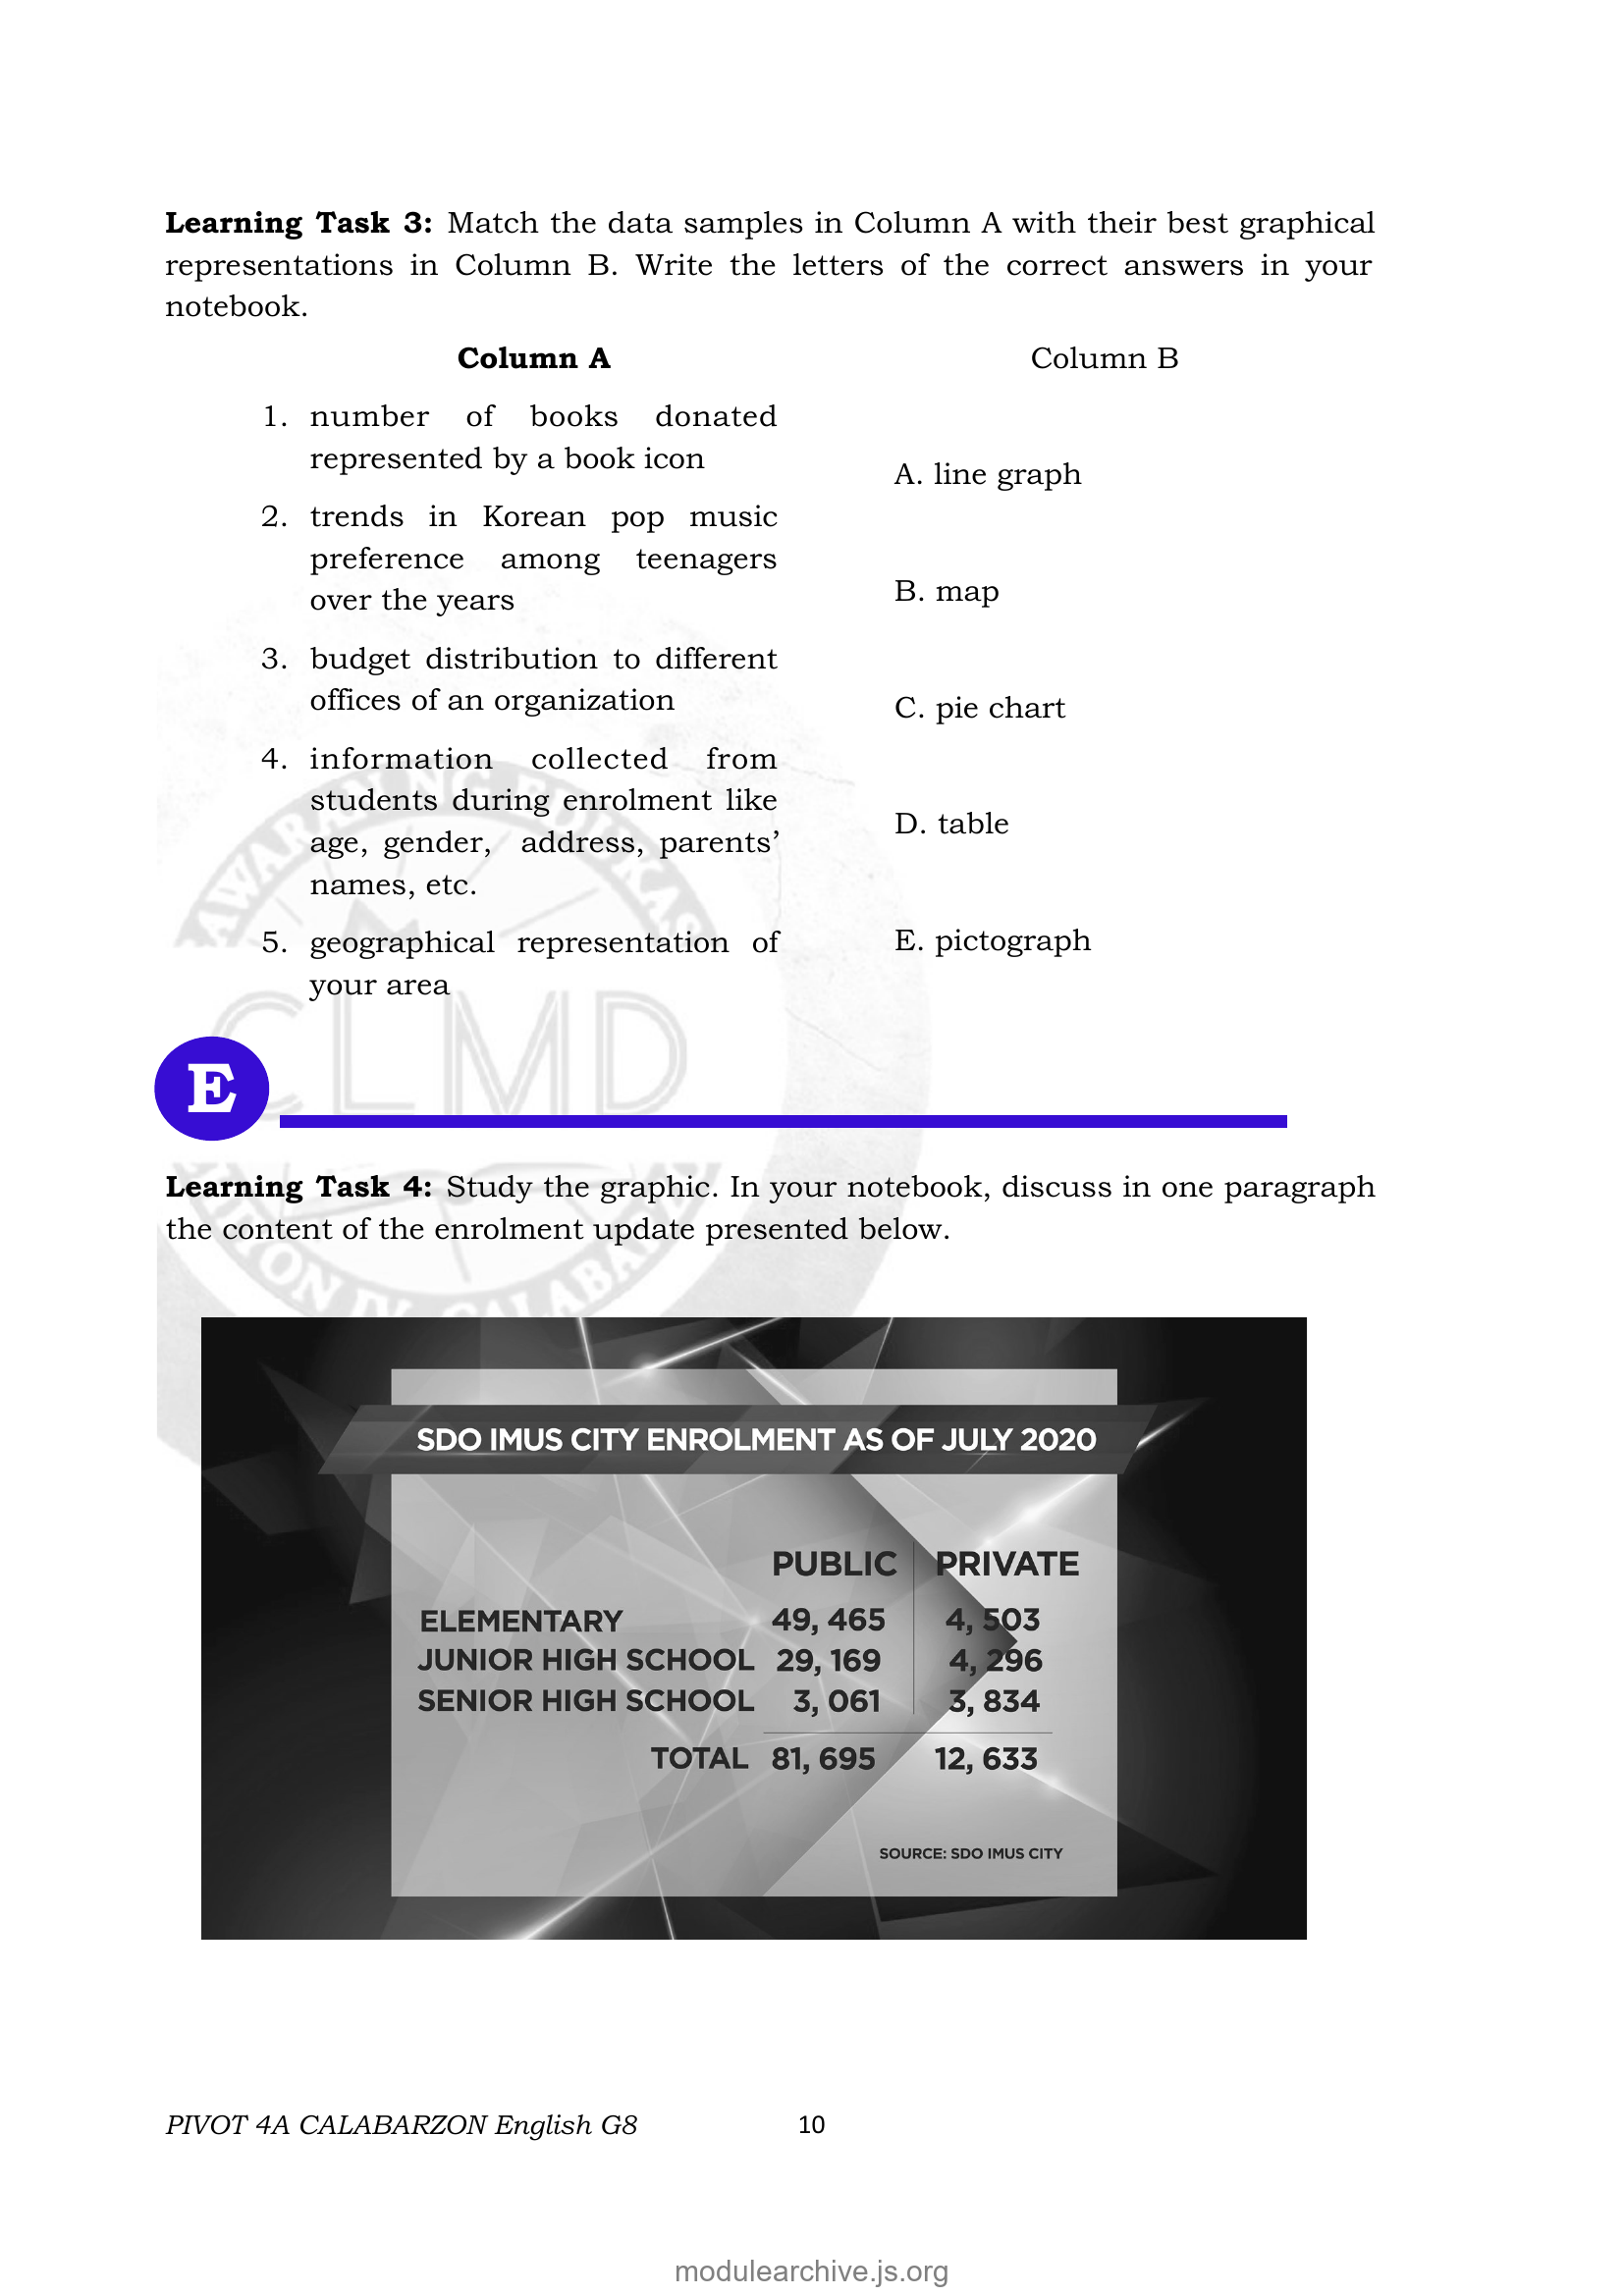 Learning Task 3: Match the data samples in Column A with their best graphical
representations in Column B. Write the letters of the correct answers in your
notebook.
Column A
1. number of books donated
represented by a book icon
2. trends in Korean pop music
preference among teenagers
over the years
3. budget distribution to different
offices of an organization
4. information collected from
students during enrolment like
age, gender, address, parents’
names, etc.
5. geographical representation of
your area
Column B
A. line graph
B. map
C. pie chart
D. table
E. pictograph
CLMD
E
Learning Task 4: Study the graphic. In your notebook, discuss in one paragraph
the content of the enrolment update presented below.
SDO IMUS CITY ENROLMENT AS OF JULY 2020
PUBLIC PRIVATE
ELEMENTARY 49, 465 4, 503
JUNIOR HIGH SCHOOL 29, 169 4, 296
SENIOR HIGH SCHOOL 3, 061 3, 834
TOTAL 81, 695 12, 633
SOURCE: SDO IMUS CITY
PIVOT 4A CALABARZON English G8 10
modulearchive.js.org